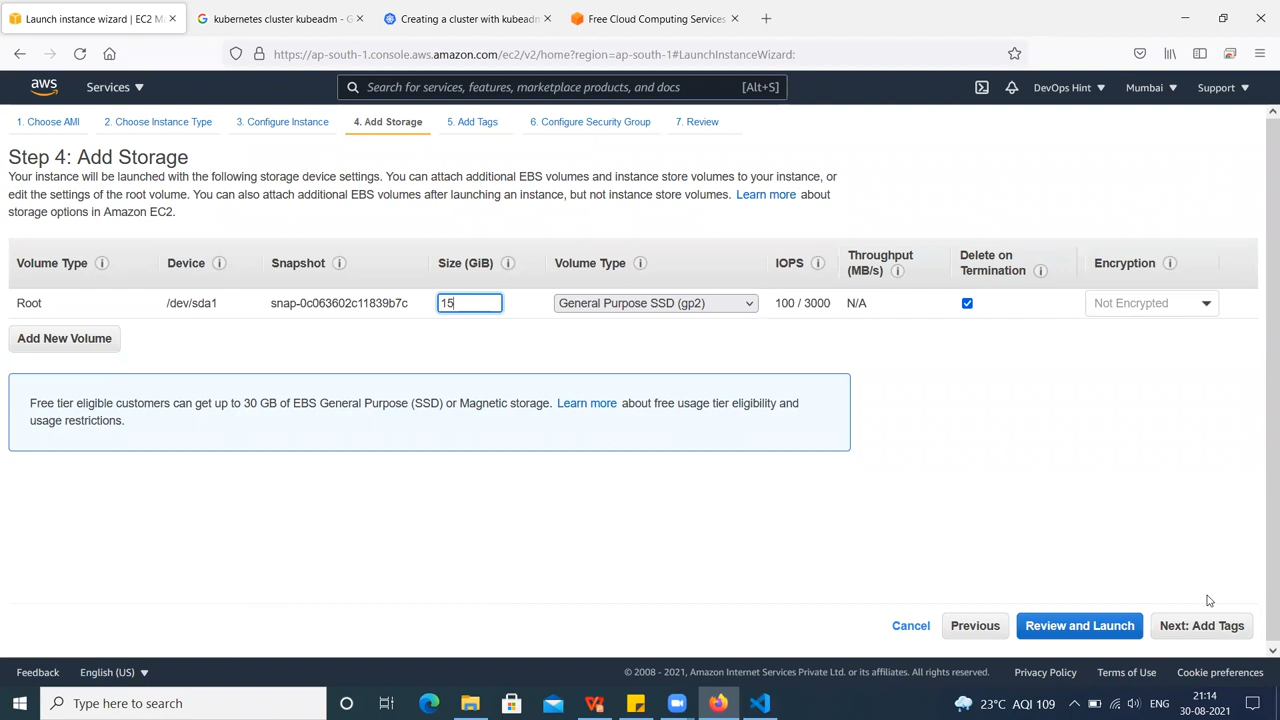 Launch instance wizard | EC2 M
kubernetes cluster kubeadm - G
Creating a cluster with kubeadn
Free Cloud Computing Services
https://ap-south-1.console.aws.amazon.com/ec2/v2/home?region=ap-south-1#LaunchInstanceWizard:
aws
Services
Search for services, features, marketplace products, and docs
[Alt+S]
DevOps Hint
Mumbai
Support
1. Choose AMI
2. Choose Instance Type
3. Configure Instance
4. Add Storage
5. Add Tags
6. Configure Security Group
7. Review
Step 4: Add Storage
Your instance will be launched with the following storage device settings. You can attach additional EBS volumes and instance store volumes to your instance, or
edit the settings of the root volume. You can also attach additional EBS volumes after launching an instance, but not instance store volumes. Learn more about
storage options in Amazon EC2.
Volume Type
Device
Snapshot
Size (GiB)
Volume Type
IOPS
Throughput
(MB/s)
Delete on
Termination
Encryption
Root
/dev/sda1
snap-0c063602c11839b7c
15
General Purpose SSD (gp2)
100 / 3000
N/A
Not Encrypted
Add New Volume
Free tier eligible customers can get up to 30 GB of EBS General Purpose (SSD) or Magnetic storage. Learn more about free usage tier eligibility and
usage restrictions.
Cancel
Previous
Review and Launch
Next: Add Tags
Feedback
English (US)
© 2008 - 2021, Amazon Internet Services Private Ltd. or its affiliates. All rights reserved.
Privacy Policy
Terms of Use
Cookie preferences
Type here to search
23°C AQI 109
ENG
21:14
30-08-2021